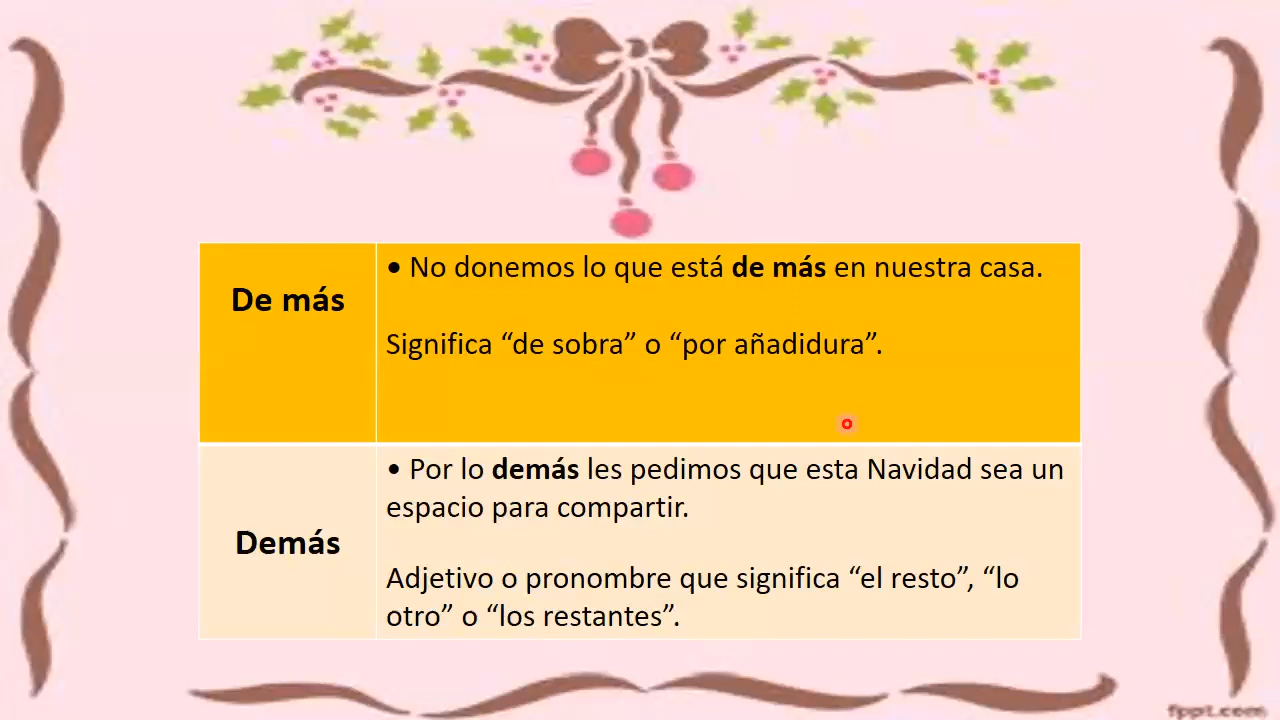 De más
• No donemos lo que está de más en nuestra casa.
Significa “de sobra” o “por añadidura”.
Demás
• Por lo demás les pedimos que esta Navidad sea un
espacio para compartir.
Adjetivo o pronombre que significa “el resto”, “lo
otro” o “los restantes”.
fppt.com